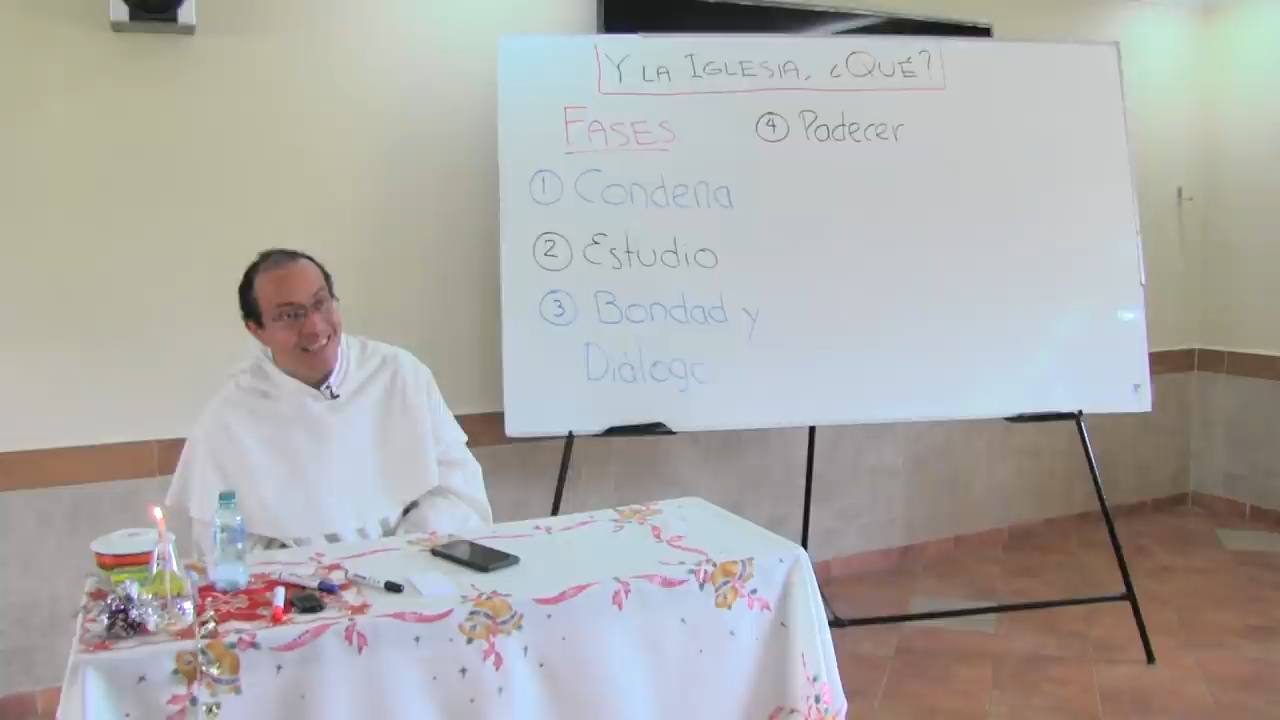 Y LA IGLESIA, ¿QUÉ?
FASES
① Condena
② Estudio
③ Bondad y
Diálogo
④ Padecer